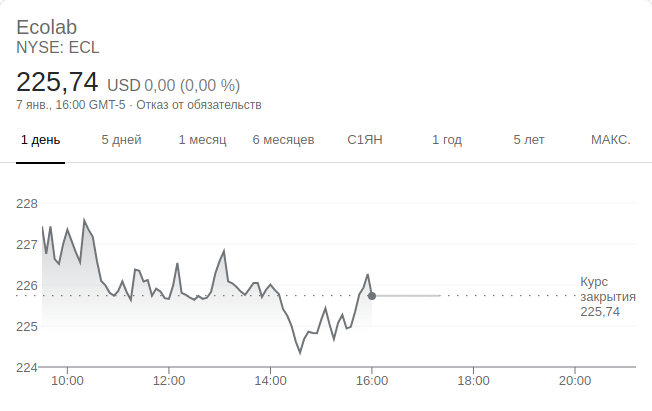 Ecolab
NYSE: ECL
225,74 USD 0,00 (0,00 %)
7 янв., 16:00 GMT-5 · Отказ от обязательств
1 день 5 дней 1 месяц 6 месяцев С1ЯН 1 год 5 лет МАКС.
228
227
226
225
224
Курс
закрытия
225,74
10:00 12:00 14:00 16:00 18:00 20:00